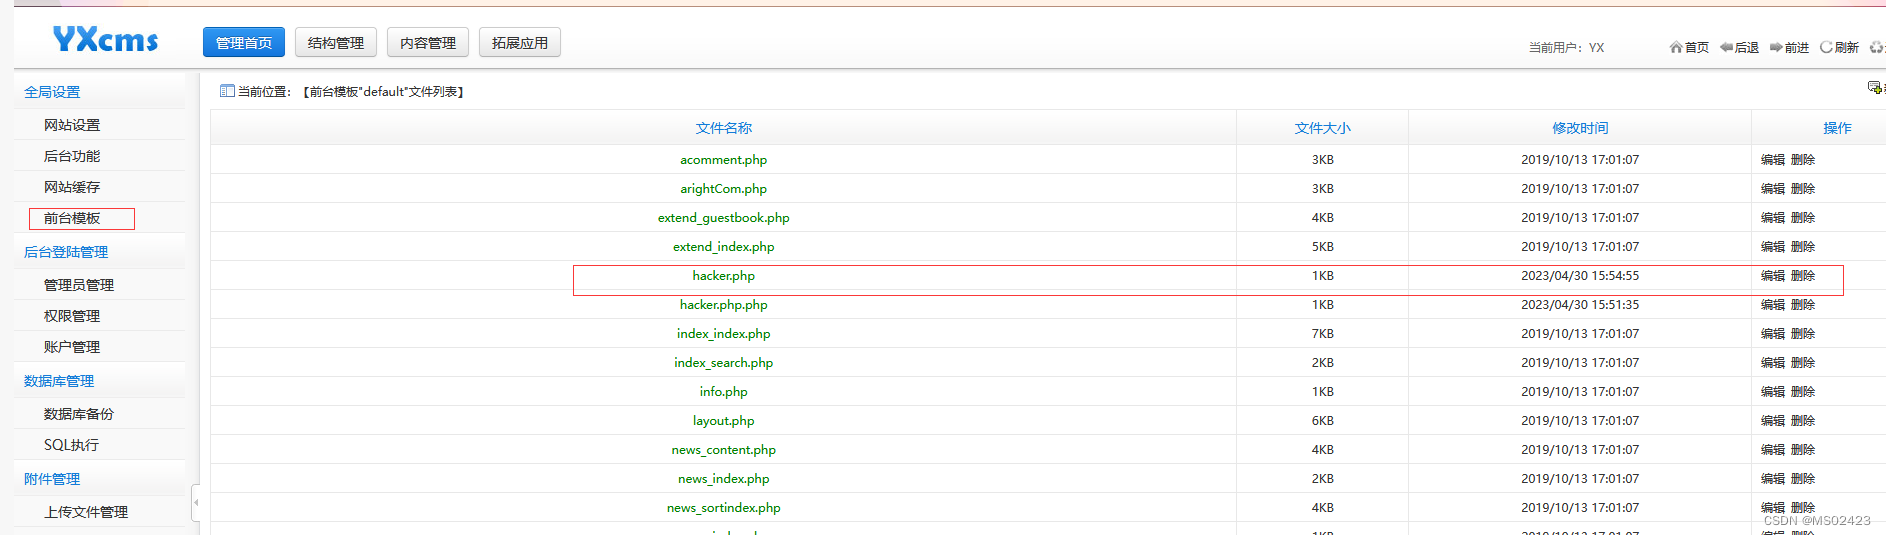 YXcms 管理首页 结构管理 内容管理 拓展应用 当前用户：YX 首页 后退 前进 刷新
全局设置
网站设置
后台功能
网站缓存
前台模板
后台登陆管理
管理员管理
权限管理
账户管理
数据库管理
数据库备份
SQL执行
附件管理
上传文件管理
当前位置：【前台模板"default"文件列表】
文件名称 文件大小 修改时间 操作
acomment.php 3KB 2019/10/13 17:01:07 编辑 删除
arightCom.php 3KB 2019/10/13 17:01:07 编辑 删除
extend_guestbook.php 4KB 2019/10/13 17:01:07 编辑 删除
extend_index.php 5KB 2019/10/13 17:01:07 编辑 删除
hacker.php 1KB 2023/04/30 15:54:55 编辑 删除
hacker.php.php 1KB 2023/04/30 15:51:35 编辑 删除
index_index.php 7KB 2019/10/13 17:01:07 编辑 删除
index_search.php 2KB 2019/10/13 17:01:07 编辑 删除
info.php 1KB 2019/10/13 17:01:07 编辑 删除
layout.php 6KB 2019/10/13 17:01:07 编辑 删除
news_content.php 4KB 2019/10/13 17:01:07 编辑 删除
news_index.php 2KB 2019/10/13 17:01:07 编辑 删除
news_sortindex.php 4KB 2019/10/13 17:01:07 编辑 删除
CSDN @MS02423